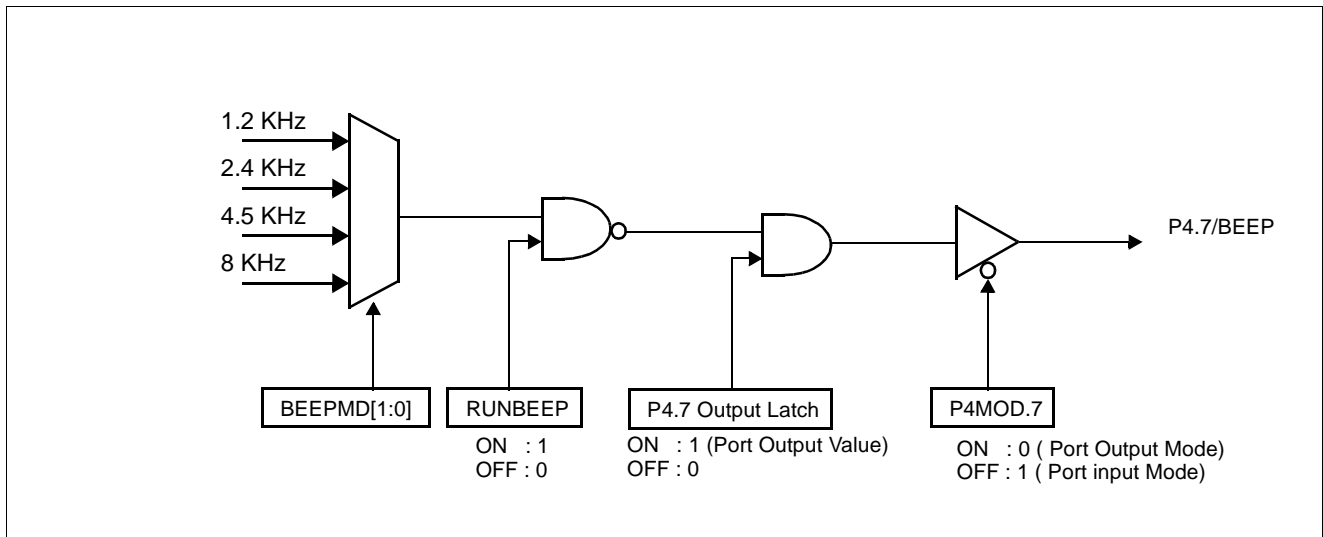 1.2 KHz
2.4 KHz
4.5 KHz
8 KHz
P4.7/BEEP
BEEPMD[1:0]
RUNBEEP
ON : 1
OFF : 0
P4.7 Output Latch
ON : 1 (Port Output Value)
OFF : 0
P4MOD.7
ON : 0 ( Port Output Mode)
OFF : 1 ( Port input Mode)